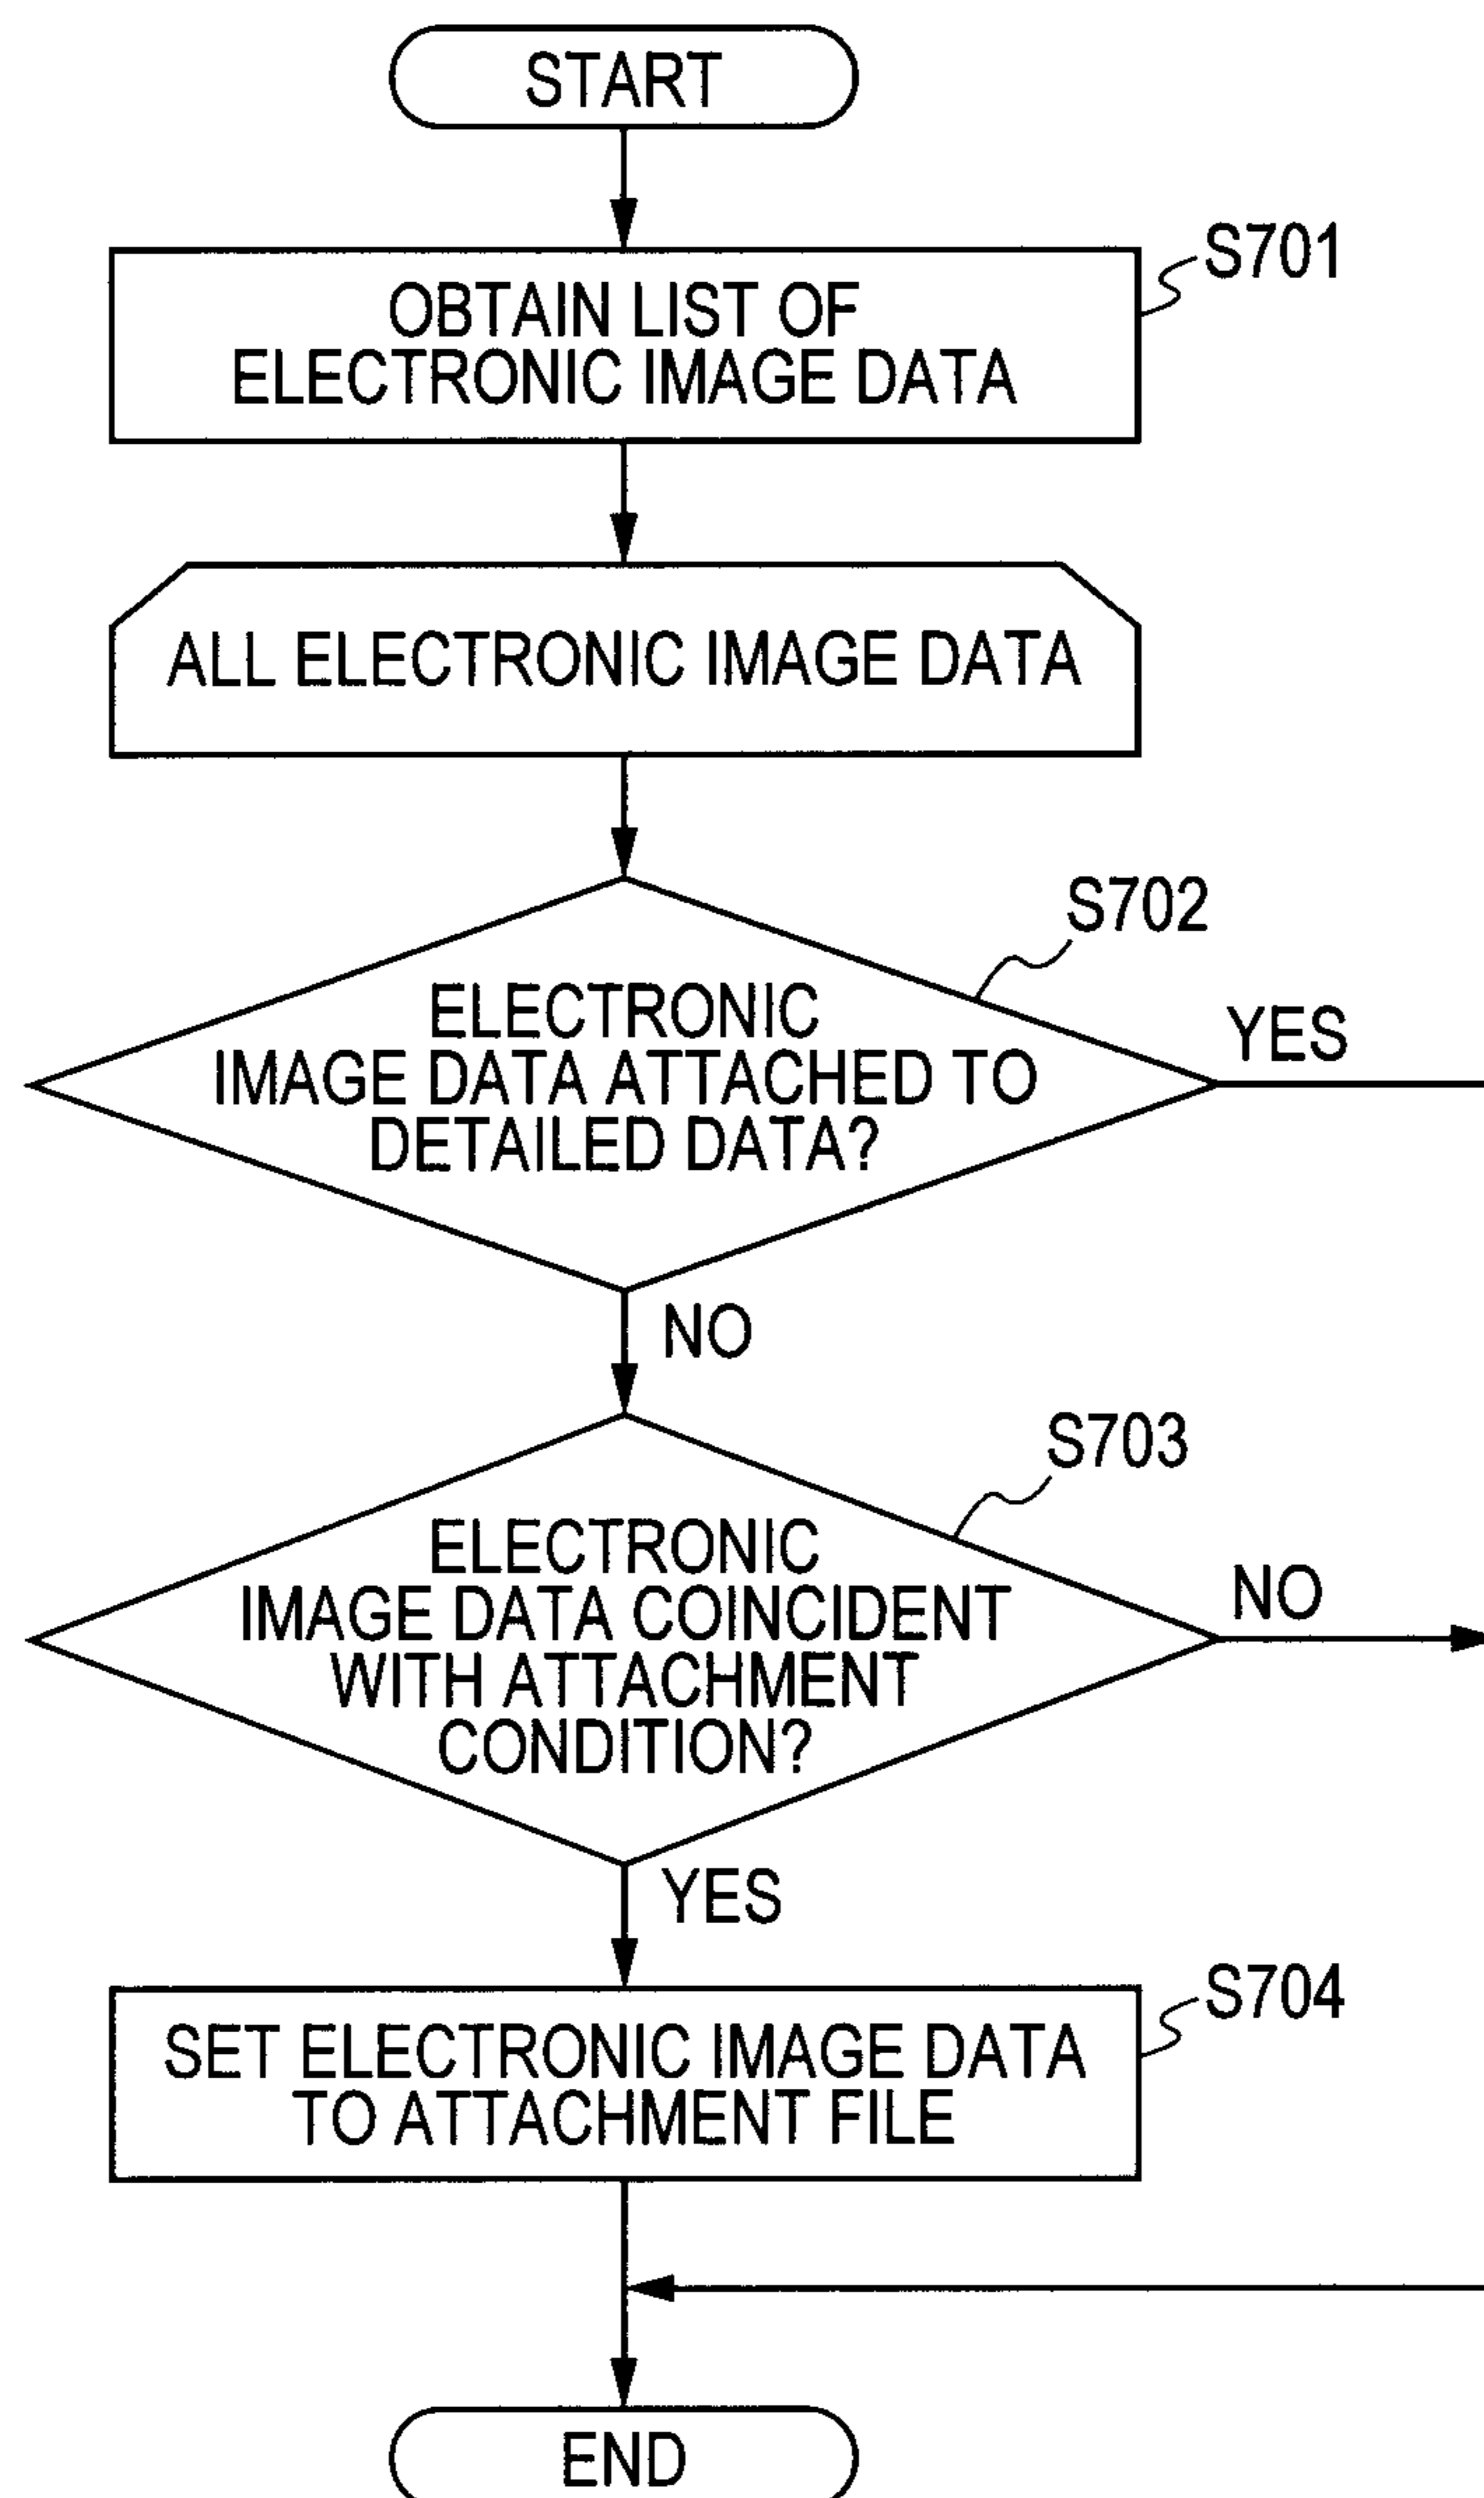 START
S701
OBTAIN LIST OF
ELECTRONIC IMAGE DATA
ALL ELECTRONIC IMAGE DATA
S702
ELECTRONIC
IMAGE DATA ATTACHED TO
DETAILED DATA?
YES
NO
S703
ELECTRONIC
IMAGE DATA COINCIDENT
WITH ATTACHMENT
CONDITION?
NO
YES
S704
SET ELECTRONIC IMAGE DATA
TO ATTACHMENT FILE
END